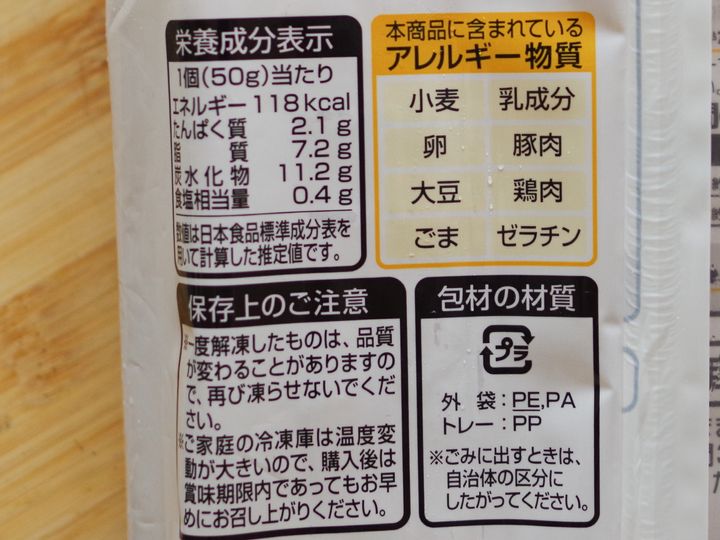 栄養成分表示
1個(50g)当たり
エネルギー 118kcal
たんぱく質 2.1g
脂質 7.2g
炭水化物 11.2g
食塩相当量 0.4g
数値は日本食品標準成分表を
用いて計算した推定値です。
本商品に含まれている
アレルギー物質
小麦 乳成分
卵 豚肉
大豆 鶏肉
ごま ゼラチン
保存上のご注意
※一度解凍したものは、品質
が変わることがありますの
で、再び凍らせないでくだ
さい。
※ご家庭の冷凍庫は温度変
動が大きいので、購入後は
賞味期限内であってもお早
めにお召し上がりください。
包材の材質
プラ
外袋:PE,PA
トレー:PP
※ごみに出すときは、
自治体の区分に
したがってください。